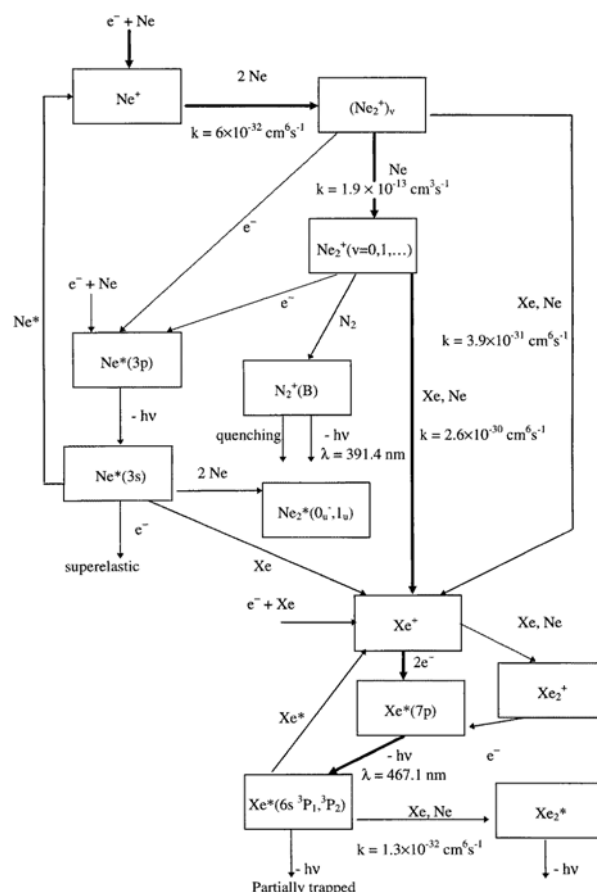 e⁻ + Ne
Ne⁺
2 Ne
k = 6×10⁻³² cm⁶s⁻¹
(Ne₂⁺)ᵥ
Ne
k = 1.9 × 10⁻¹³ cm³s⁻¹
e⁻
Ne₂⁺(v=0,1,…)
e⁻ + Ne
e⁻
N₂
Ne*
Xe, Ne
k = 3.9×10⁻³¹ cm⁶s⁻¹
Ne*(3p)
N₂⁺(B)
Xe, Ne
k = 2.6×10⁻³⁰ cm⁶s⁻¹
- hν
quenching
- hν
λ = 391.4 nm
Ne*(3s)
2 Ne
Ne₂*(0ᵤ⁻,1ᵤ)
e⁻
superelastic
Xe
e⁻ + Xe
Xe⁺
Xe, Ne
2e⁻
Xe₂⁺
Xe*
Xe*(7p)
- hν
λ = 467.1 nm
e⁻
Xe*(6s ³P₁,³P₂)
Xe, Ne
k = 1.3×10⁻³² cm⁶s⁻¹
Xe₂*
- hν
Partially trapped
- hν